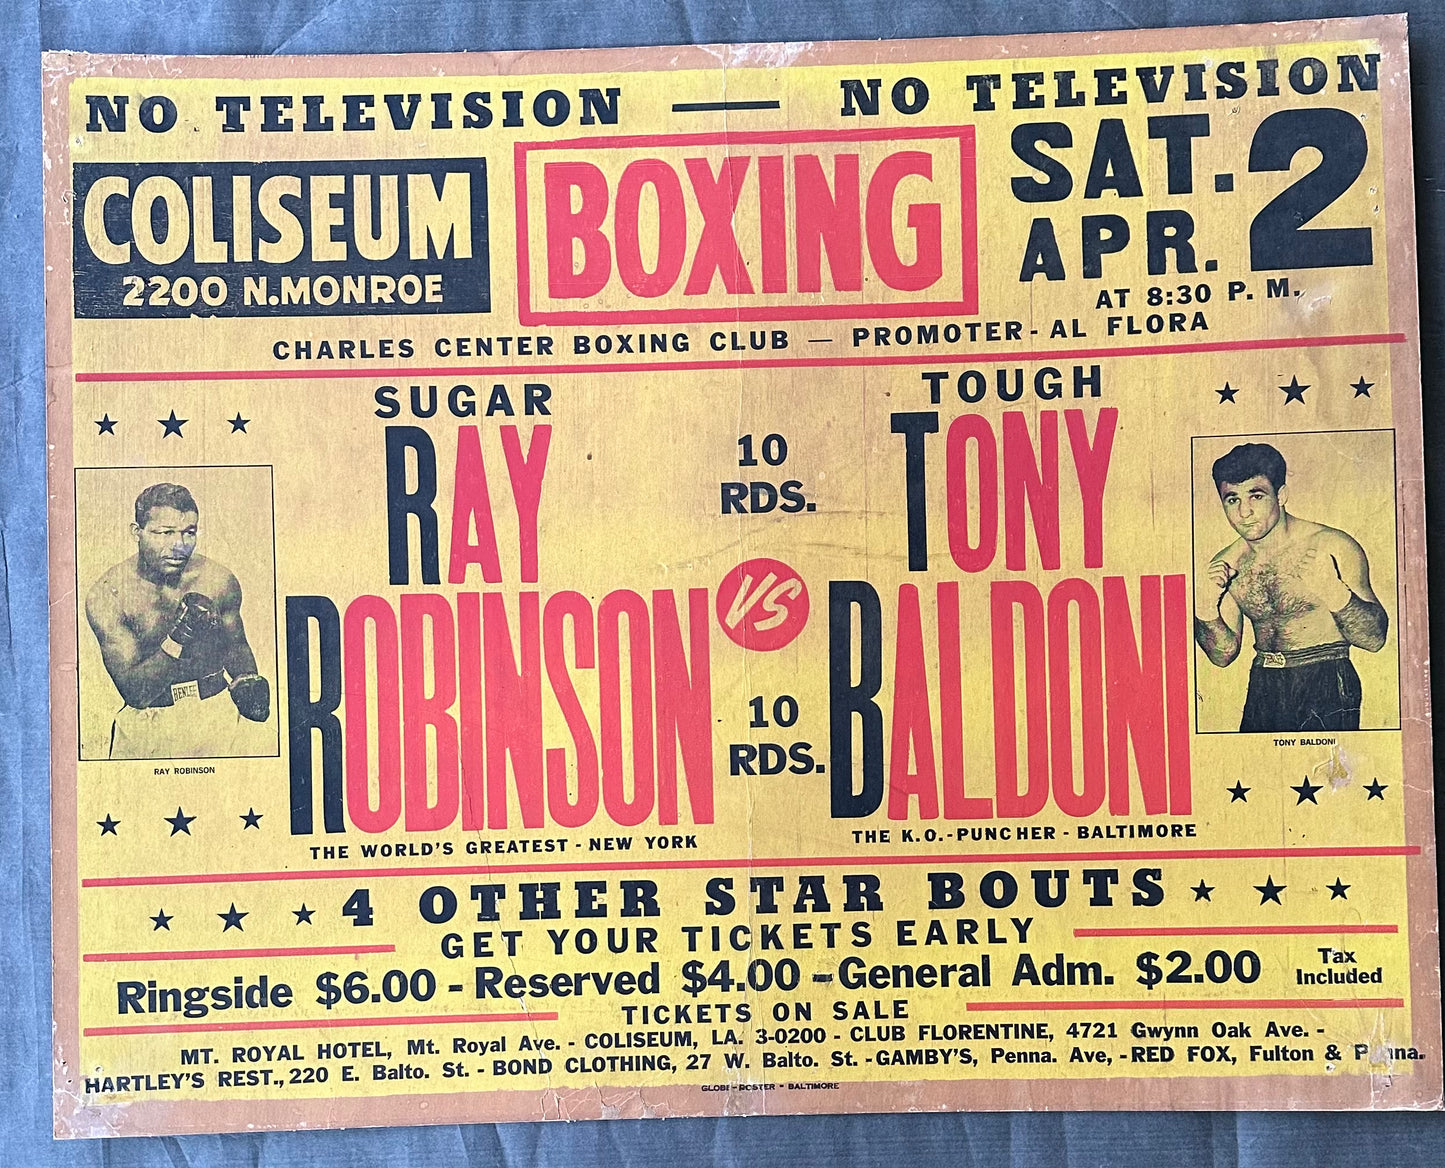 NO TELEVISION — NO TELEVISION
COLISEUM
2200 N. MONROE
BOXING
SAT. 2
APR.
AT 8:30 P. M.
CHARLES CENTER BOXING CLUB — PROMOTER - AL FLORA
SUGAR
RAY
ROBINSON
THE WORLD'S GREATEST - NEW YORK
10
RDS.
VS
10
RDS.
TOUGH
TONY
BALDONI
THE K.O.-PUNCHER - BALTIMORE
BENLEE
RAY ROBINSON
TONY BALDONI
4 OTHER STAR BOUTS
GET YOUR TICKETS EARLY
Ringside $6.00 - Reserved $4.00 - General Adm. $2.00 Tax
Included
TICKETS ON SALE
MT. ROYAL HOTEL, Mt. Royal Ave. - COLISEUM, LA. 3-0200 - CLUB FLORENTINE, 4721 Gwynn Oak Ave. -
HARTLEY'S REST., 220 E. Balto. St. - BOND CLOTHING, 27 W. Balto. St. - GAMBY'S, Penna. Ave, - RED FOX, Fulton & Penna.
GLOBE-POSTER - BALTIMORE